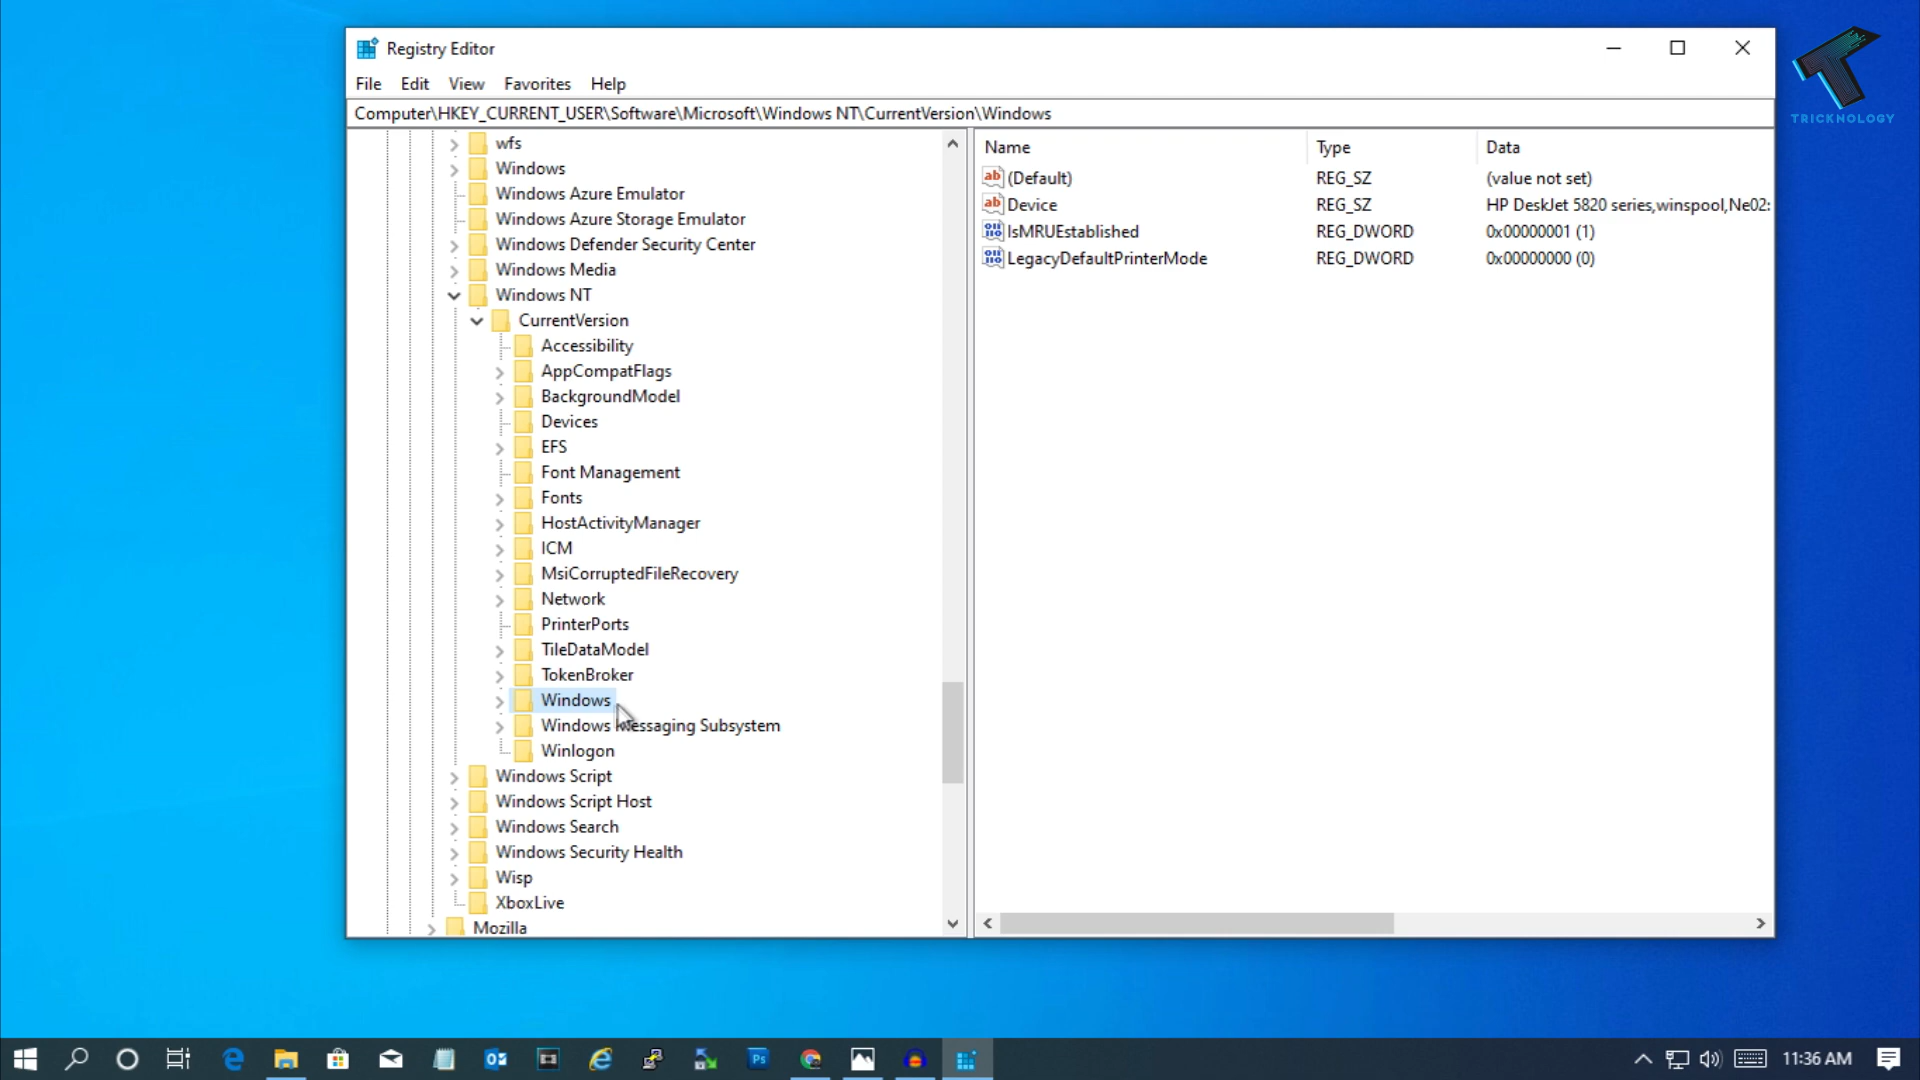 Registry Editor
File Edit View Favorites Help
Computer\HKEY_CURRENT_USER\Software\Microsoft\Windows NT\CurrentVersion\Windows
TRICKNOLOGY
wfs
Windows
Windows Azure Emulator
Windows Azure Storage Emulator
Windows Defender Security Center
Windows Media
Windows NT
CurrentVersion
Accessibility
AppCompatFlags
BackgroundModel
Devices
EFS
Font Management
Fonts
HostActivityManager
ICM
MsiCorruptedFileRecovery
Network
PrinterPorts
TileDataModel
TokenBroker
Windows
Windows Messaging Subsystem
Winlogon
Windows Script
Windows Script Host
Windows Search
Windows Security Health
Wisp
XboxLive
Mozilla
Name Type Data
ab (Default) REG_SZ (value not set)
ab Device REG_SZ HP DeskJet 5820 series,winspool,Ne02:
IsMRUEstablished REG_DWORD 0x00000001 (1)
LegacyDefaultPrinterMode REG_DWORD 0x00000000 (0)
Ps
11:36 AM